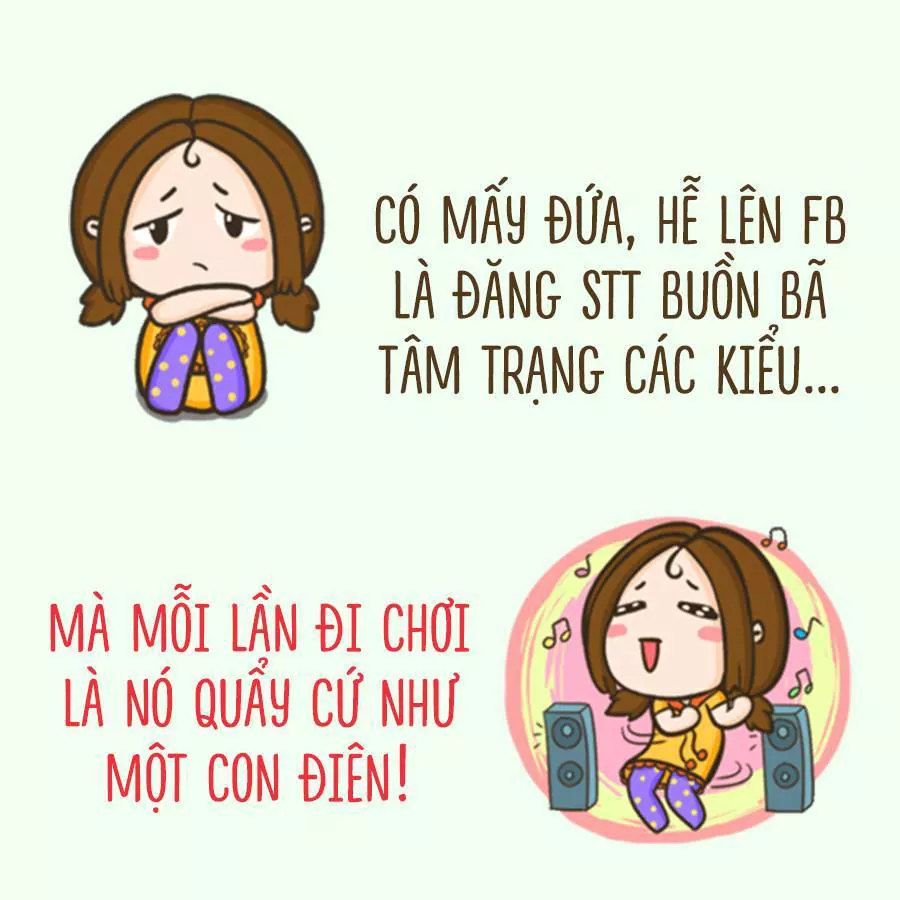 CÓ MẤY ĐỨA, HỄ LÊN FB
LÀ ĐĂNG STT BUỒN BÃ
TÂM TRẠNG CÁC KIỂU...
MÀ MỖI LẦN ĐI CHƠI
LÀ NÓ QUẨY CỨ NHƯ
MỘT CON ĐIÊN!